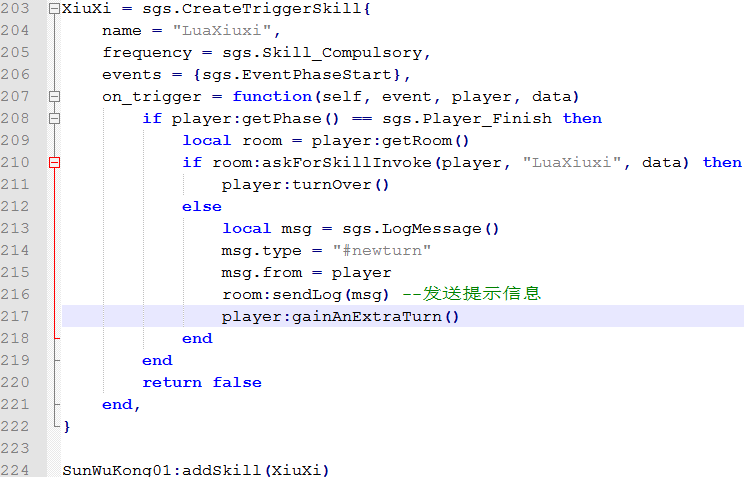 203 XiuXi = sgs.CreateTriggerSkill{
204     name = "LuaXiuxi",
205     frequency = sgs.Skill_Compulsory,
206     events = {sgs.EventPhaseStart},
207     on_trigger = function(self, event, player, data)
208         if player:getPhase() == sgs.Player_Finish then
209             local room = player:getRoom()
210             if room:askForSkillInvoke(player, "LuaXiuxi", data) then
211                 player:turnOver()
212             else
213                 local msg = sgs.LogMessage()
214                 msg.type = "#newturn"
215                 msg.from = player
216                 room:sendLog(msg) --发送提示信息
217                 player:gainAnExtraTurn()
218             end
219         end
220         return false
221     end,
222 }
223
224 SunWuKong01:addSkill(XiuXi)